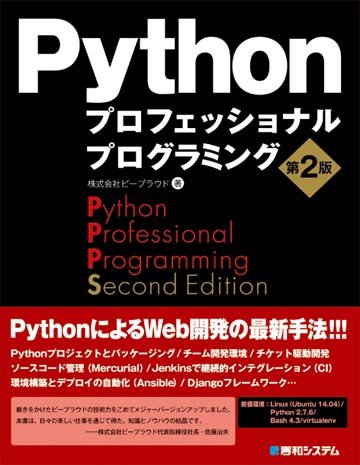 Python
プロフェッショナル
プログラミング
第2版
株式会社ビープラウド 著
Python
Professional
Programming
Second Edition
PythonによるWeb開発の最新手法!!!
Pythonプロジェクトとパッケージング/チーム開発環境/チケット駆動開発
ソースコード管理(Mercurial)/Jenkinsで継続的インテグレーション(CI)
環境構築とデプロイの自動化(Ansible)/Djangoフレームワーク…
磨きをかけたビープラウドの技術力をこめてメジャーバージョンアップしました。
本書は、日々の楽しい仕事を通じて得た、知識とノウハウの結晶です。
――株式会社ビープラウド代表取締役社長・佐藤治夫
前提環境:Linux(Ubuntu 14.04)/
Python 2.7.6/
Bash 4.3/virtualenv
秀和システム